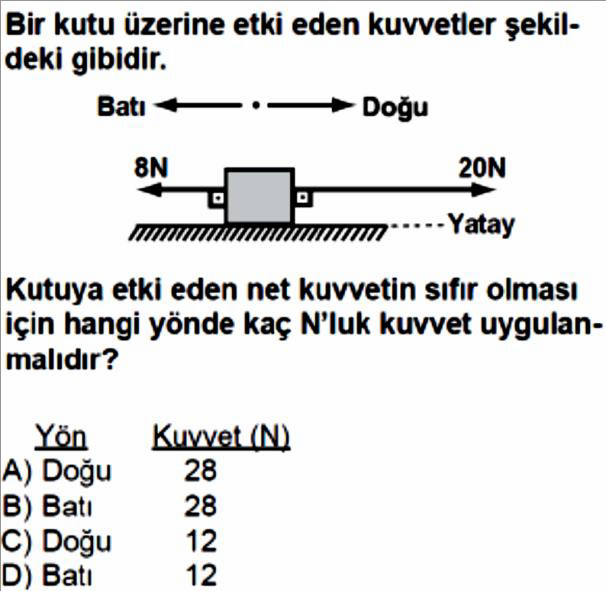 Bir kutu üzerine etki eden kuvvetler şekil-
deki gibidir.
Batı Doğu
8N 20N
Yatay
Kutuya etki eden net kuvvetin sıfır olması
için hangi yönde kaç N'luk kuvvet uygulan-
malıdır?
Yön Kuvvet (N)
A) Doğu 28
B) Batı 28
C) Doğu 12
D) Batı 12